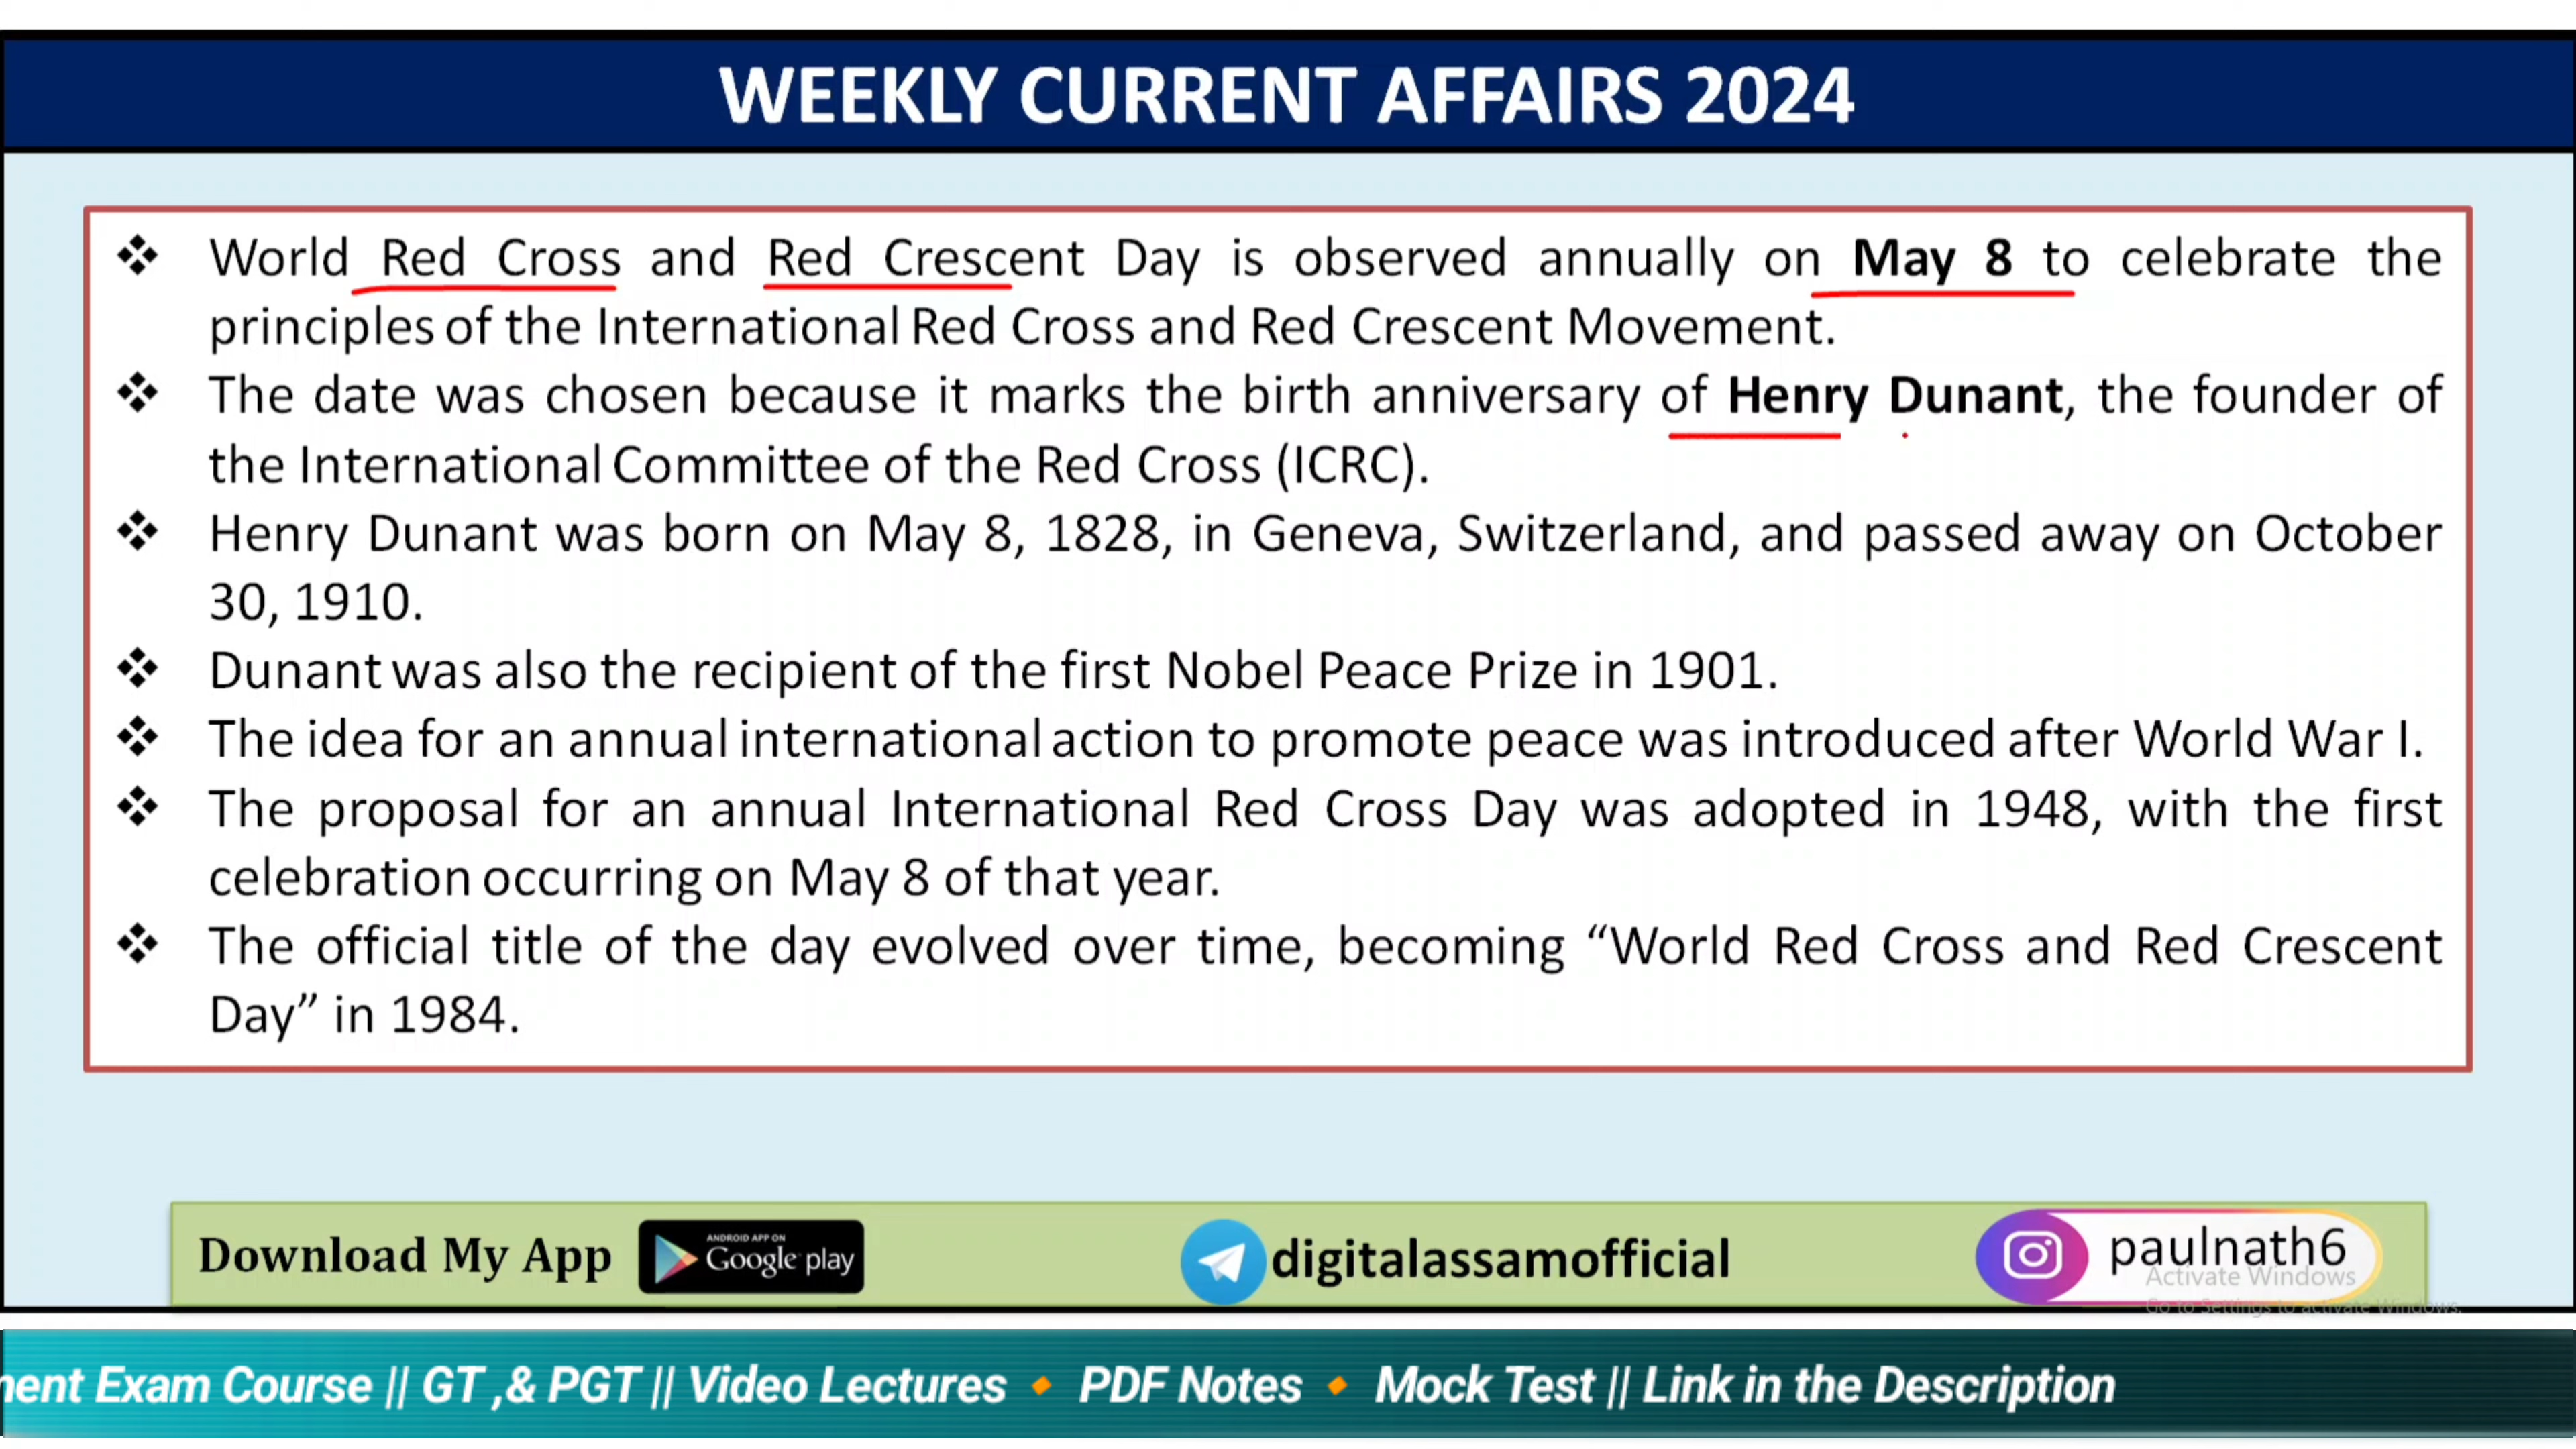 WEEKLY CURRENT AFFAIRS 2024
❖ World Red Cross and Red Crescent Day is observed annually on May 8 to celebrate the
principles of the International Red Cross and Red Crescent Movement.
❖ The date was chosen because it marks the birth anniversary of Henry Dunant, the founder of
the International Committee of the Red Cross (ICRC).
❖ Henry Dunant was born on May 8, 1828, in Geneva, Switzerland, and passed away on October
30, 1910.
❖ Dunant was also the recipient of the first Nobel Peace Prize in 1901.
❖ The idea for an annual international action to promote peace was introduced after World War I.
❖ The proposal for an annual International Red Cross Day was adopted in 1948, with the first
celebration occurring on May 8 of that year.
❖ The official title of the day evolved over time, becoming “World Red Cross and Red Crescent
Day” in 1984.
Download My App
ANDROID APP ON
Google play
digitalassamofficial
paulnath6
Activate Windows
Go to Settings to activate Windows.
Exam Course || GT ,& PGT || Video Lectures 🔸 PDF Notes 🔸 Mock Test || Link in the Description